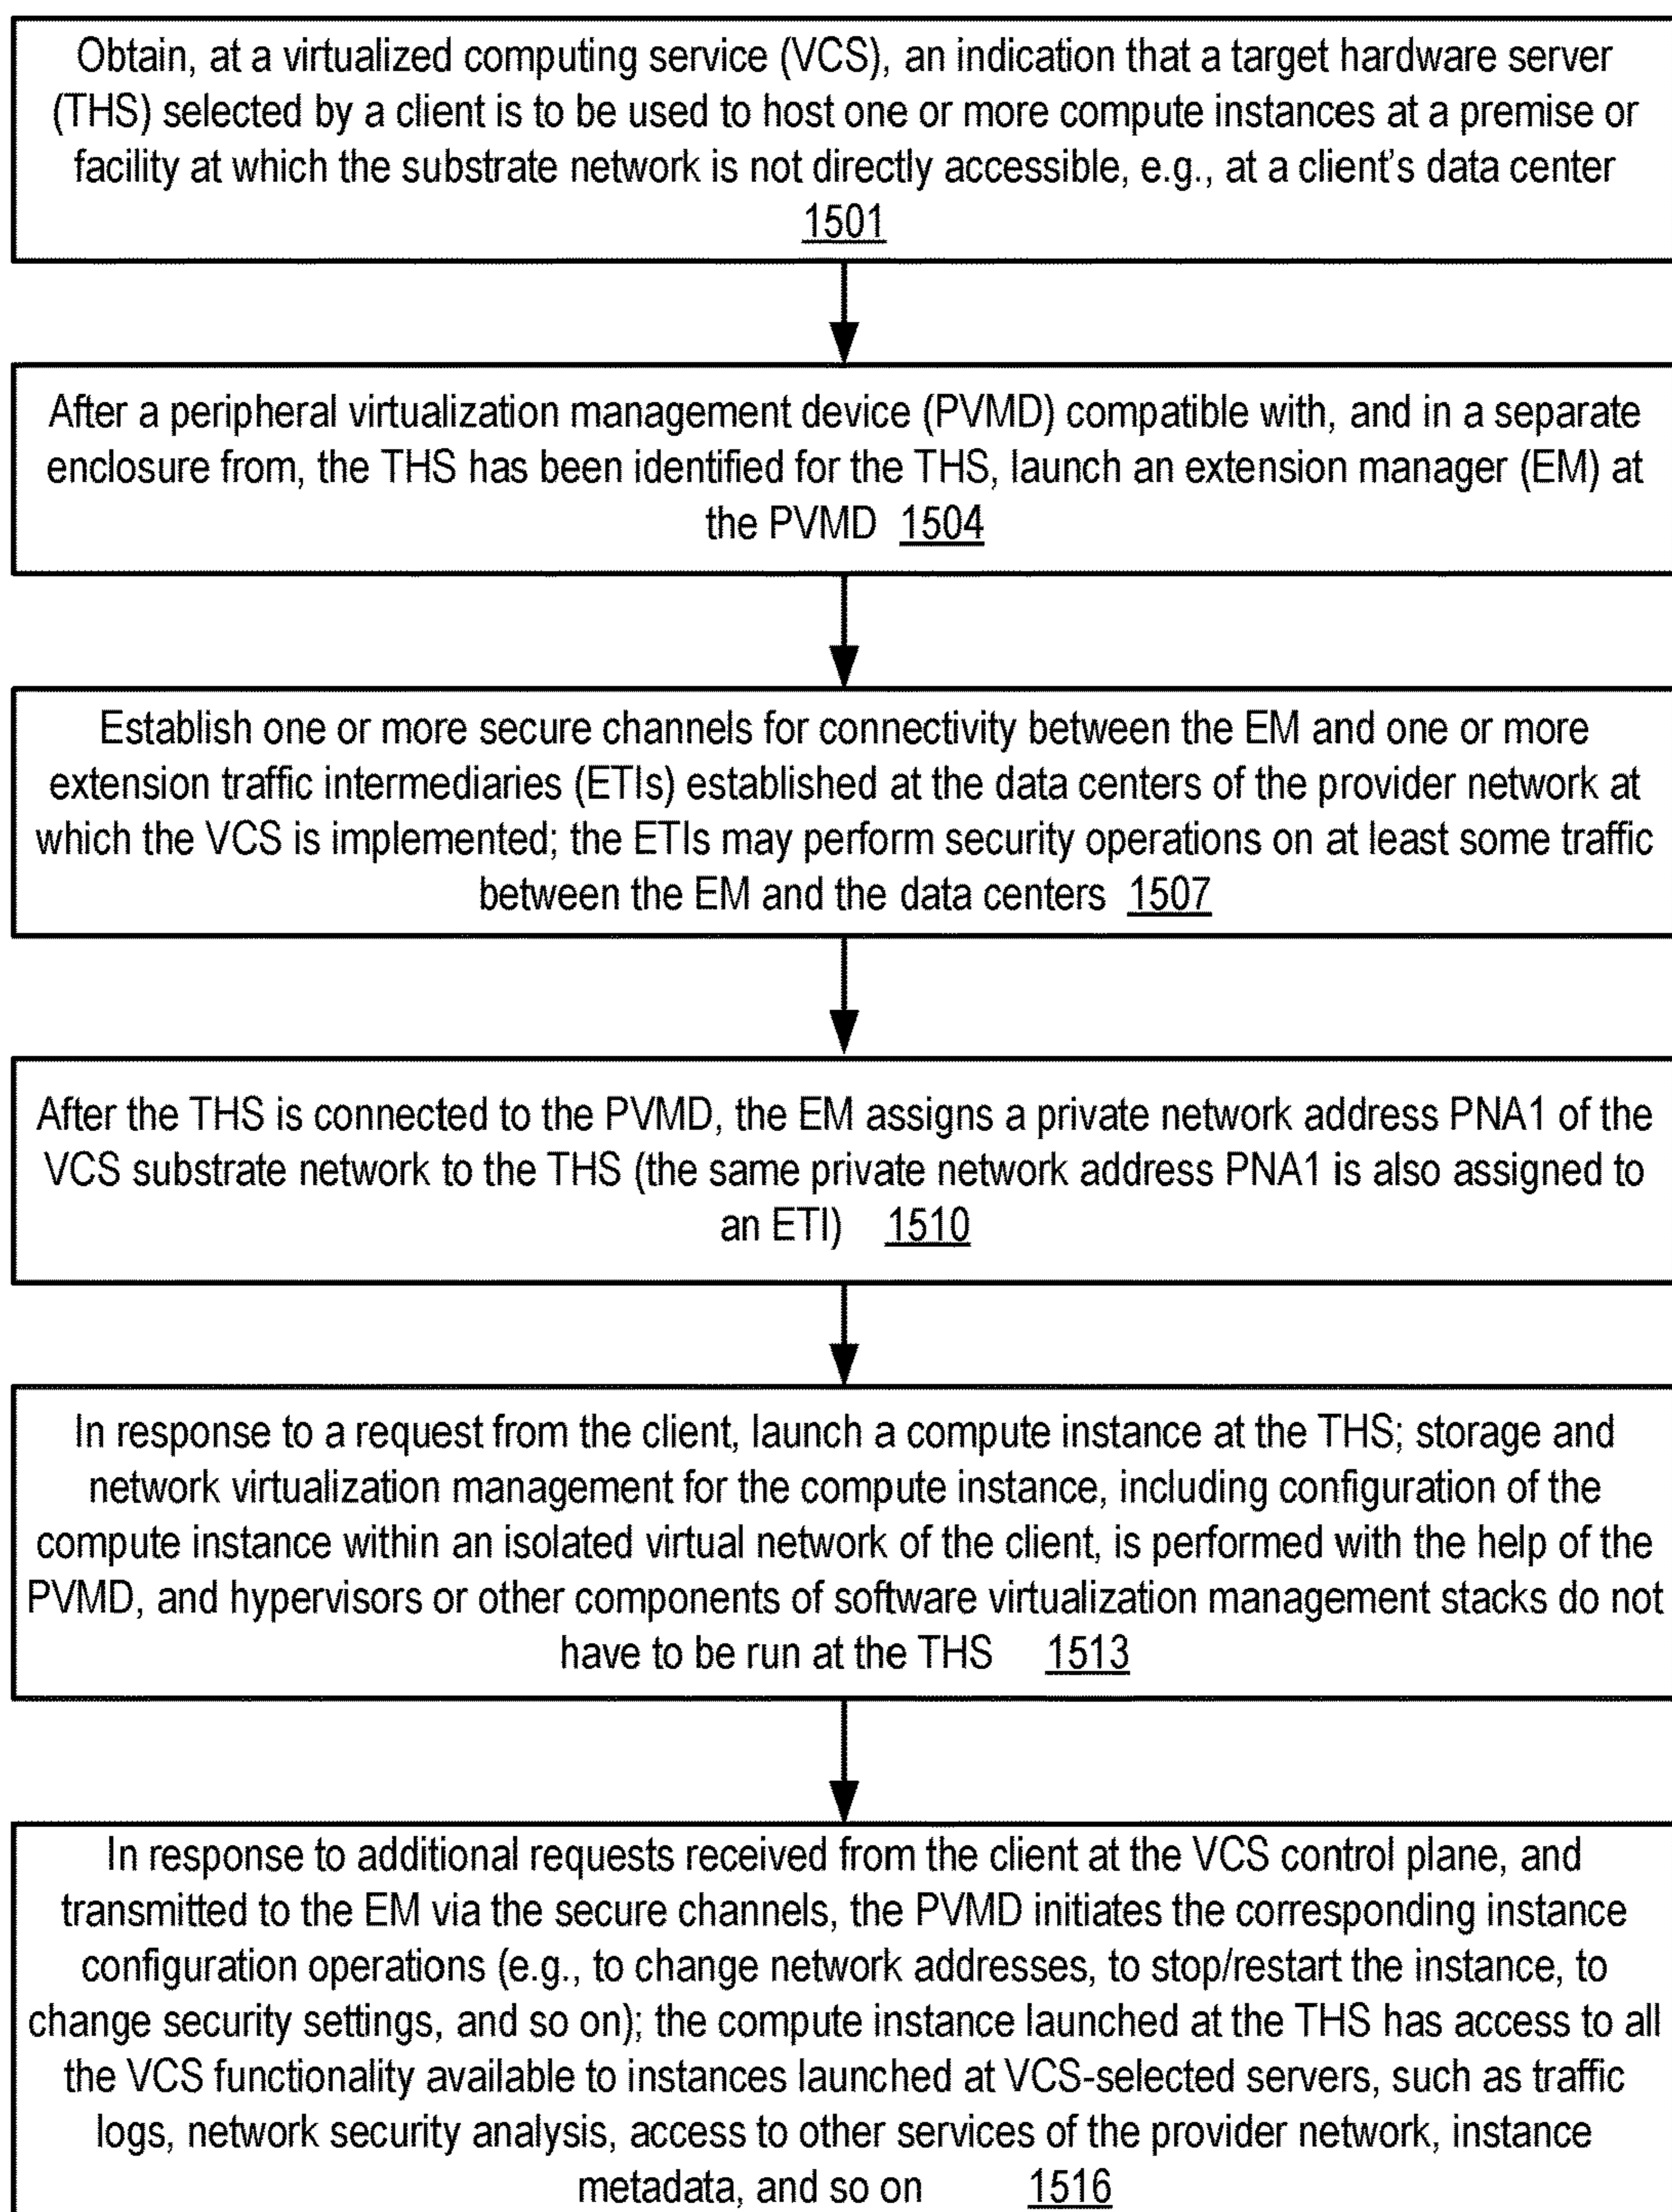 Obtain, at a virtualized computing service (VCS), an indication that a target hardware server
(THS) selected by a client is to be used to host one or more compute instances at a premise or
facility at which the substrate network is not directly accessible, e.g., at a client's data center
1501
After a peripheral virtualization management device (PVMD) compatible with, and in a separate
enclosure from, the THS has been identified for the THS, launch an extension manager (EM) at
the PVMD 1504
Establish one or more secure channels for connectivity between the EM and one or more
extension traffic intermediaries (ETIs) established at the data centers of the provider network at
which the VCS is implemented; the ETIs may perform security operations on at least some traffic
between the EM and the data centers 1507
After the THS is connected to the PVMD, the EM assigns a private network address PNA1 of the
VCS substrate network to the THS (the same private network address PNA1 is also assigned to
an ETI) 1510
In response to a request from the client, launch a compute instance at the THS; storage and
network virtualization management for the compute instance, including configuration of the
compute instance within an isolated virtual network of the client, is performed with the help of the
PVMD, and hypervisors or other components of software virtualization management stacks do not
have to be run at the THS 1513
In response to additional requests received from the client at the VCS control plane, and
transmitted to the EM via the secure channels, the PVMD initiates the corresponding instance
configuration operations (e.g., to change network addresses, to stop/restart the instance, to
change security settings, and so on); the compute instance launched at the THS has access to all
the VCS functionality available to instances launched at VCS-selected servers, such as traffic
logs, network security analysis, access to other services of the provider network, instance
metadata, and so on 1516